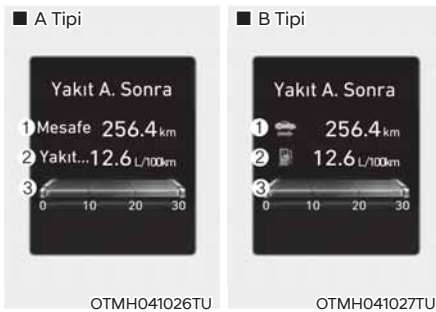 ■ A Tipi
Yakıt A. Sonra
① Mesafe 256.4 km
② Yakıt... 12.6 L/100km
③
0 10 20 30
OTMH041026TU
■ B Tipi
Yakıt A. Sonra
① 256.4 km
② 12.6 L/100km
③
0 10 20 30
OTMH041027TU